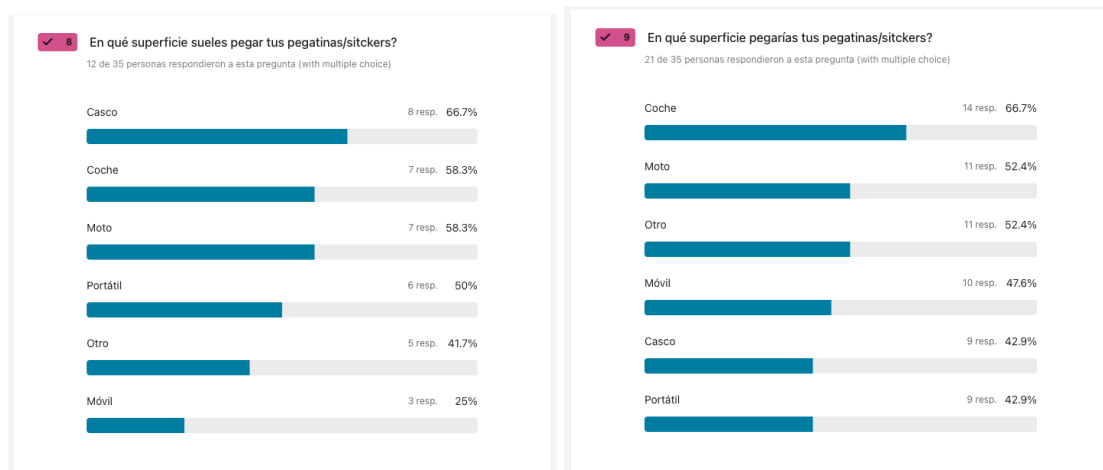 8 En qué superficie sueles pegar tus pegatinas/sitckers?
12 de 35 personas respondieron a esta pregunta (with multiple choice)
Casco 8 resp. 66.7%
Coche 7 resp. 58.3%
Moto 7 resp. 58.3%
Portátil 6 resp. 50%
Otro 5 resp. 41.7%
Móvil 3 resp. 25%
9 En qué superficie pegarías tus pegatinas/sitckers?
21 de 35 personas respondieron a esta pregunta (with multiple choice)
Coche 14 resp. 66.7%
Moto 11 resp. 52.4%
Otro 11 resp. 52.4%
Móvil 10 resp. 47.6%
Casco 9 resp. 42.9%
Portátil 9 resp. 42.9%